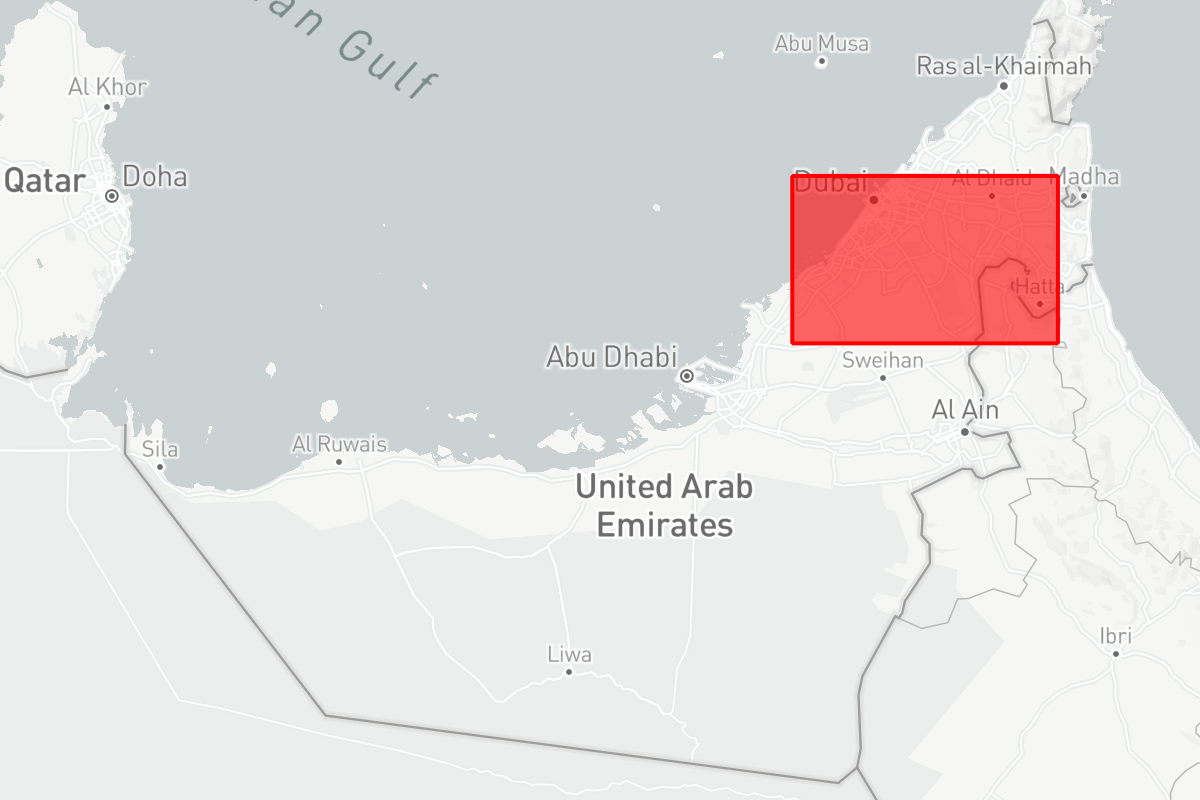 an Gulf
Abu Musa
Ras al-Khaimah
Al Khor
Qatar
Doha
Dubai
Al Dhaid
Madha
Hatta
Abu Dhabi
Sweihan
Al Ain
Sila
Al Ruwais
United Arab
Emirates
Ibri
Liwa